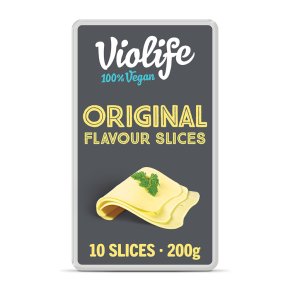 Violife
100% Vegan
ORIGINAL
FLAVOUR SLICES
10 SLICES · 200g